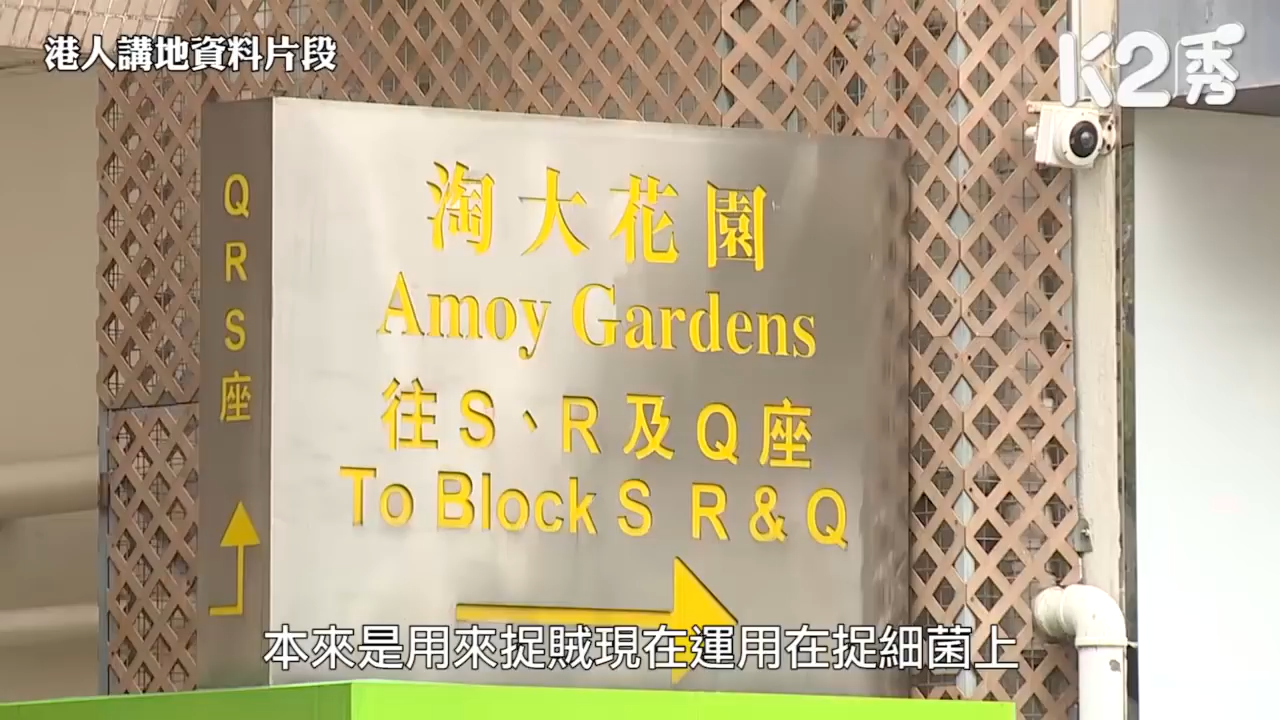 港人講地資料片段
K2秀
QRS座
淘大花園
Amoy Gardens
往S、R及Q座
To Block S R & Q
本來是用來捉賊現在運用在捉細菌上